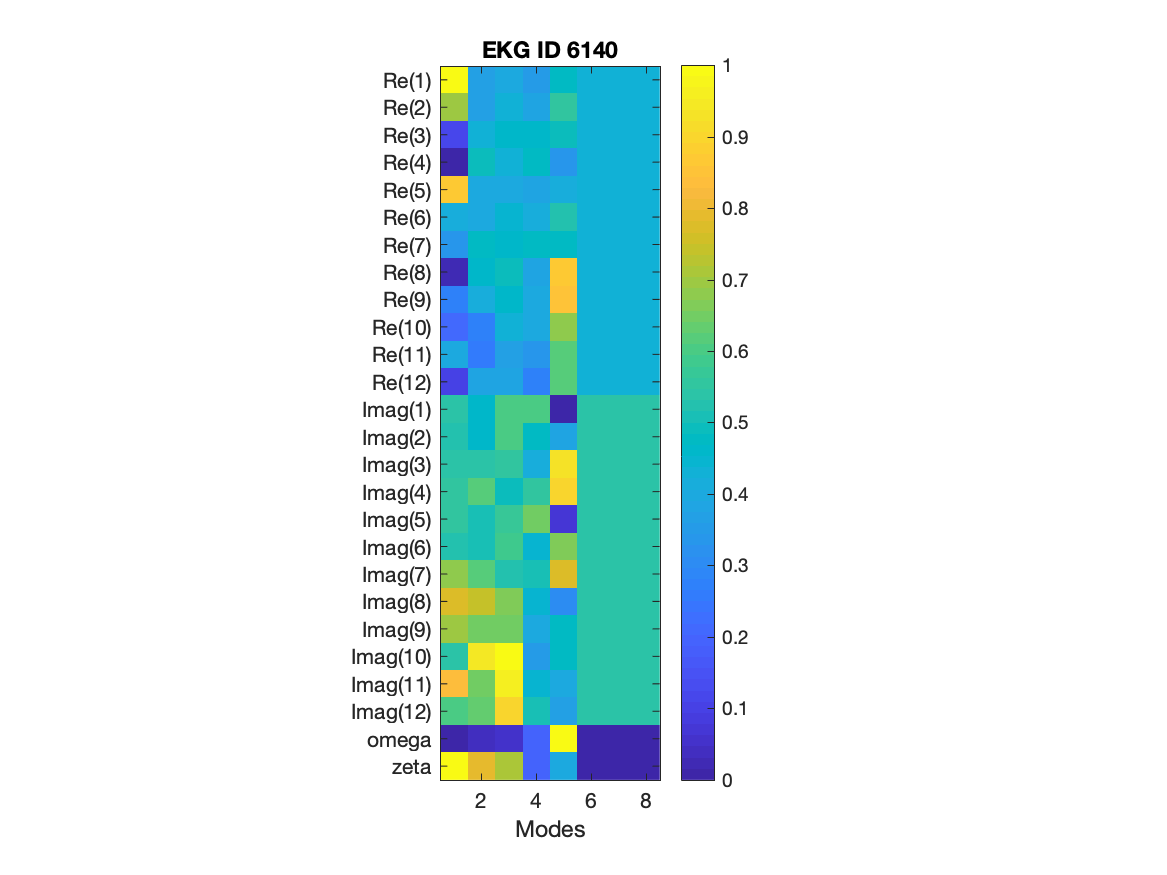 EKG ID 6140
Re(1)
Re(2)
Re(3)
Re(4)
Re(5)
Re(6)
Re(7)
Re(8)
Re(9)
Re(10)
Re(11)
Re(12)
Imag(1)
Imag(2)
Imag(3)
Imag(4)
Imag(5)
Imag(6)
Imag(7)
Imag(8)
Imag(9)
Imag(10)
Imag(11)
Imag(12)
omega
zeta
2 4 6 8
Modes
1
0.9
0.8
0.7
0.6
0.5
0.4
0.3
0.2
0.1
0